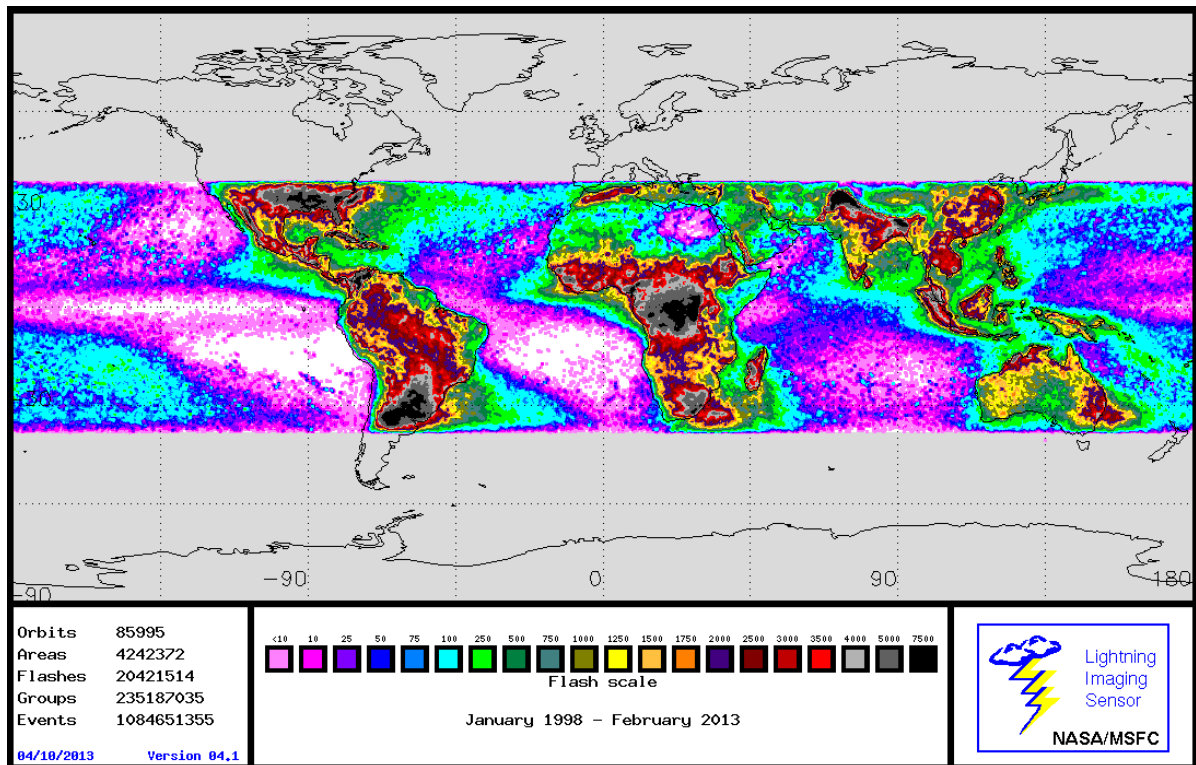 30
-30
-90 0 90 180
-90
Orbits 85995
Areas 4242372
Flashes 20421514
Groups 235187035
Events 1084651355
04/10/2013 Version 04.1
<10 10 25 50 75 100 250 500 750 1000 1250 1500 1750 2000 2500 3000 3500 4000 5000 7500
Flash scale
January 1998 - February 2013
Lightning
Imaging
Sensor
NASA/MSFC